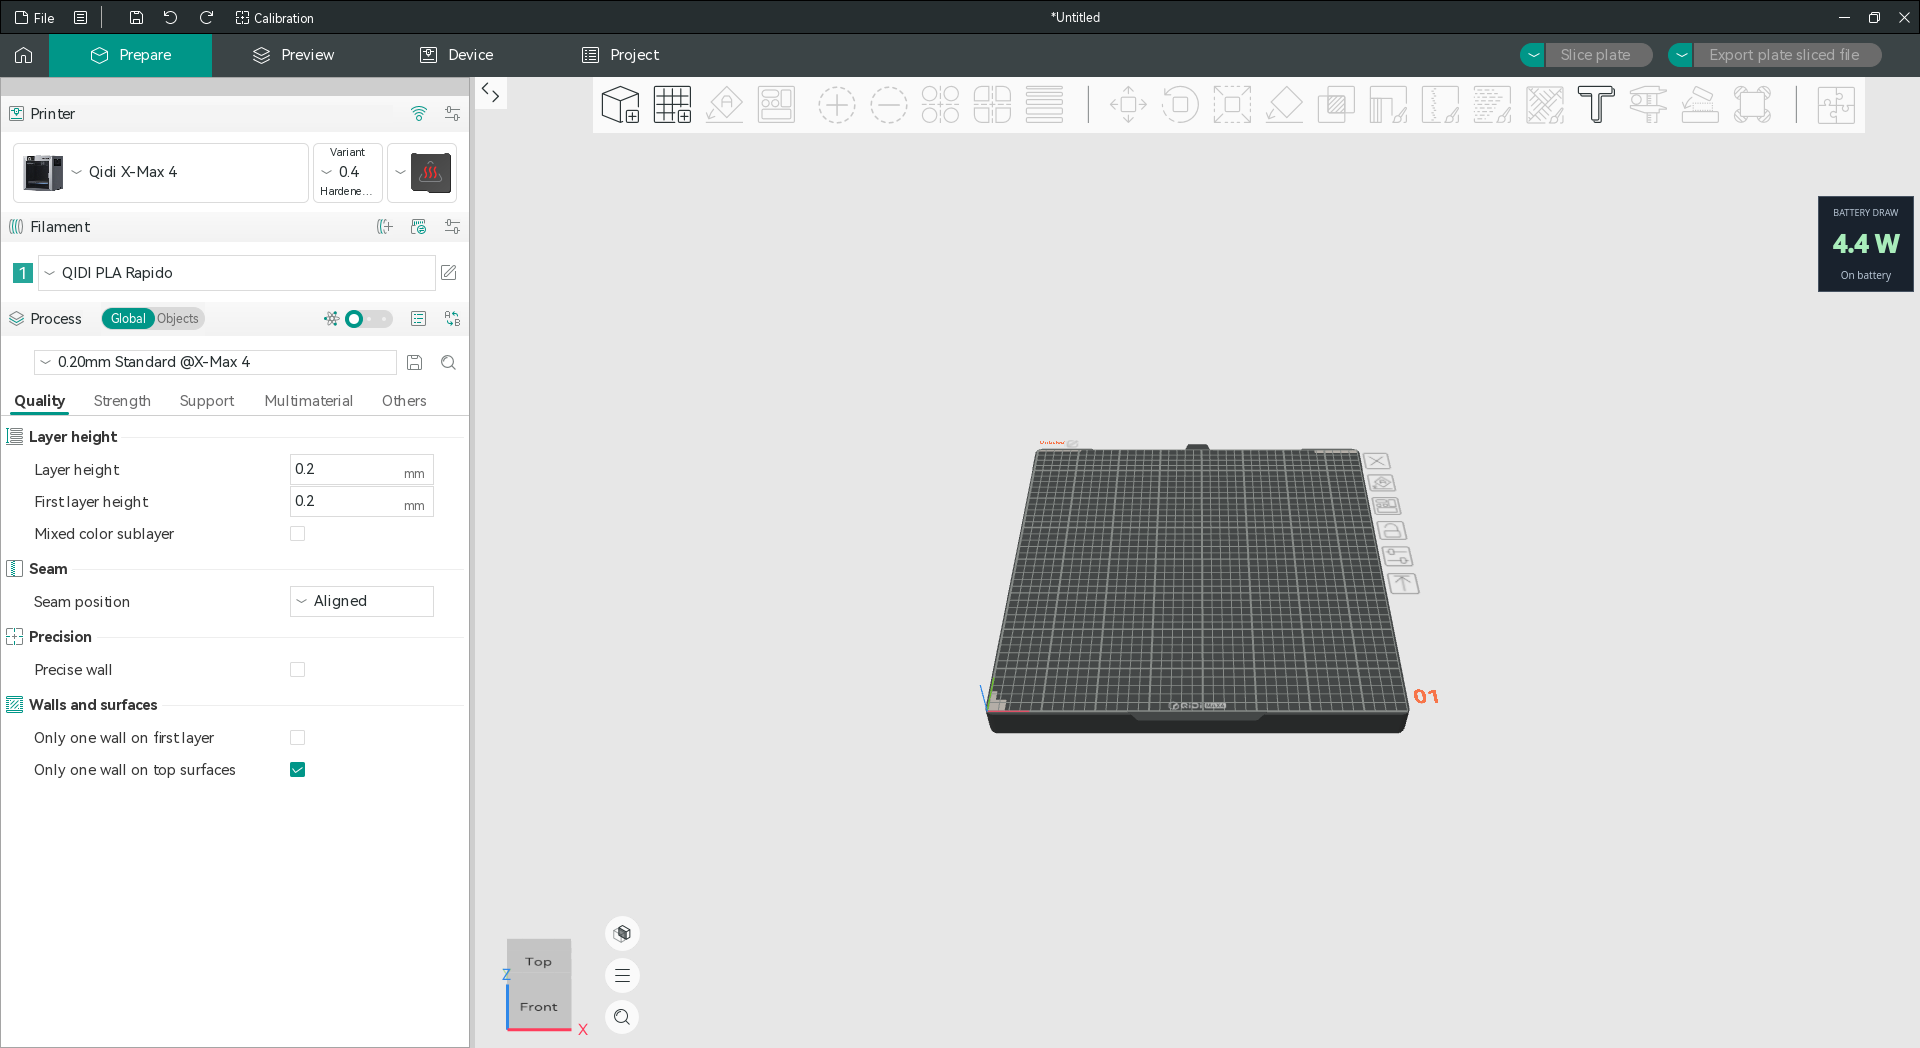 File
Calibration
*Untitled
Prepare
Preview
Device
Project
Slice plate
Export plate sliced file
Printer
Qidi X-Max 4
Variant
0.4
Hardene...
Filament
1
QIDI PLA Rapido
Process
Global
Objects
0.20mm Standard @X-Max 4
Quality
Strength
Support
Multimaterial
Others
Layer height
Layer height
0.2
mm
First layer height
0.2
mm
Mixed color sublayer
Seam
Seam position
Aligned
Precision
Precise wall
Walls and surfaces
Only one wall on first layer
Only one wall on top surfaces
BATTERY DRAW
4.4 W
On battery
Untitled
01
Top
Z
Front
X